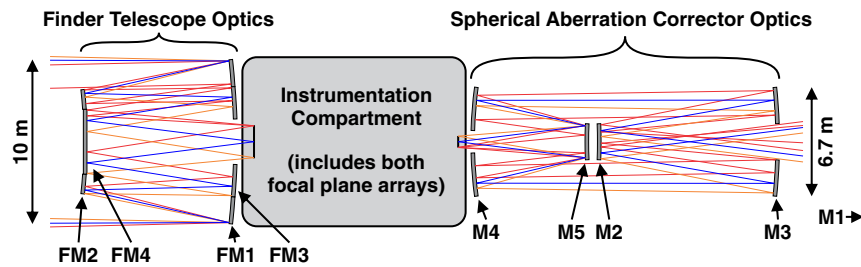 Finder Telescope Optics
Spherical Aberration Corrector Optics
10 m
Instrumentation
Compartment
(includes both
focal plane arrays)
6.7 m
FM2
FM4
FM1
FM3
M4
M5
M2
M3
M1